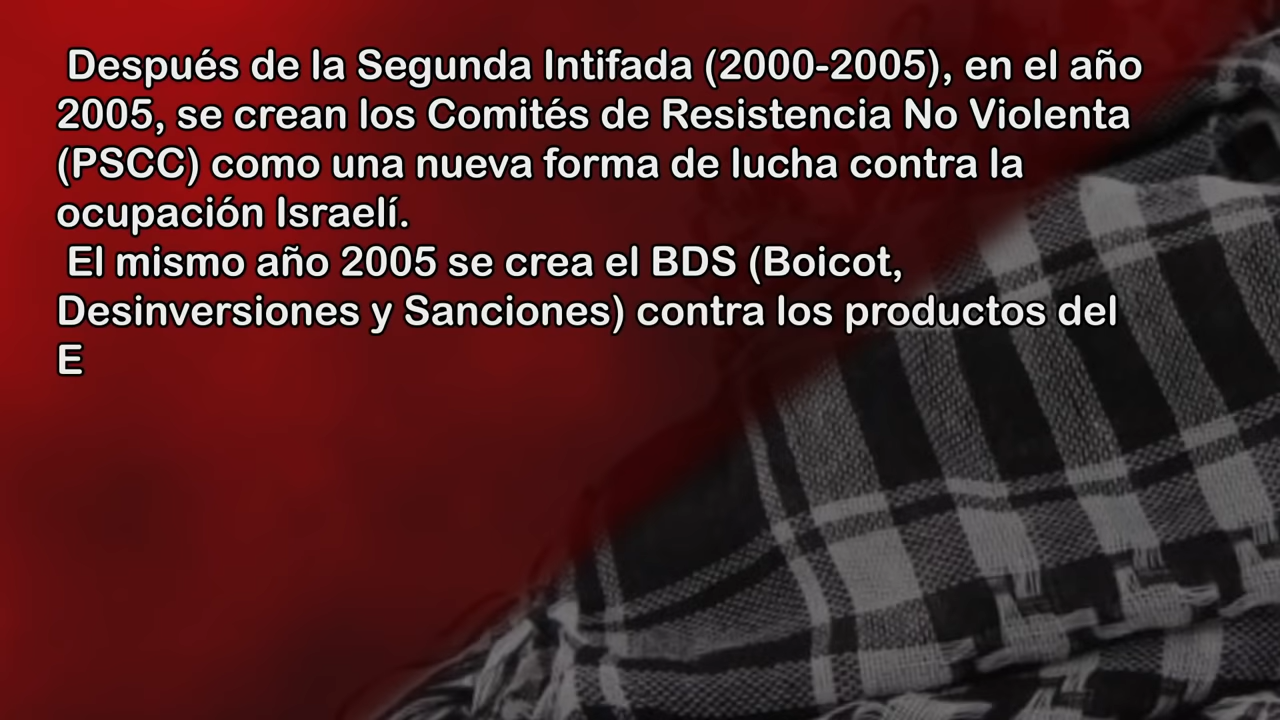 Después de la Segunda Intifada (2000-2005), en el año
2005, se crean los Comités de Resistencia No Violenta
(PSCC) como una nueva forma de lucha contra la
ocupación Israelí.
El mismo año 2005 se crea el BDS (Boicot,
Desinversiones y Sanciones) contra los productos del
E